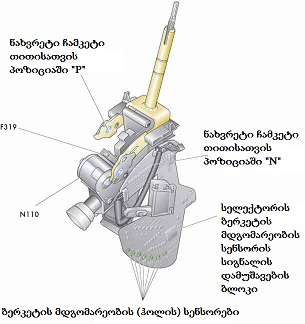 ნახვრეტი ჩამკეტი
თითისათვის
პოზიციაში "P"
F319
ნახვრეტი ჩამკეტი
თითისათვის
პოზიციაში "N"
N110
სელექტორის
ბერკეტის
მდგომარეობის
სენსორის
სიგნალის
დამუშავების
ბლოკი
ბერკეტის მდგომარეობის (ჰოლის) სენსორები